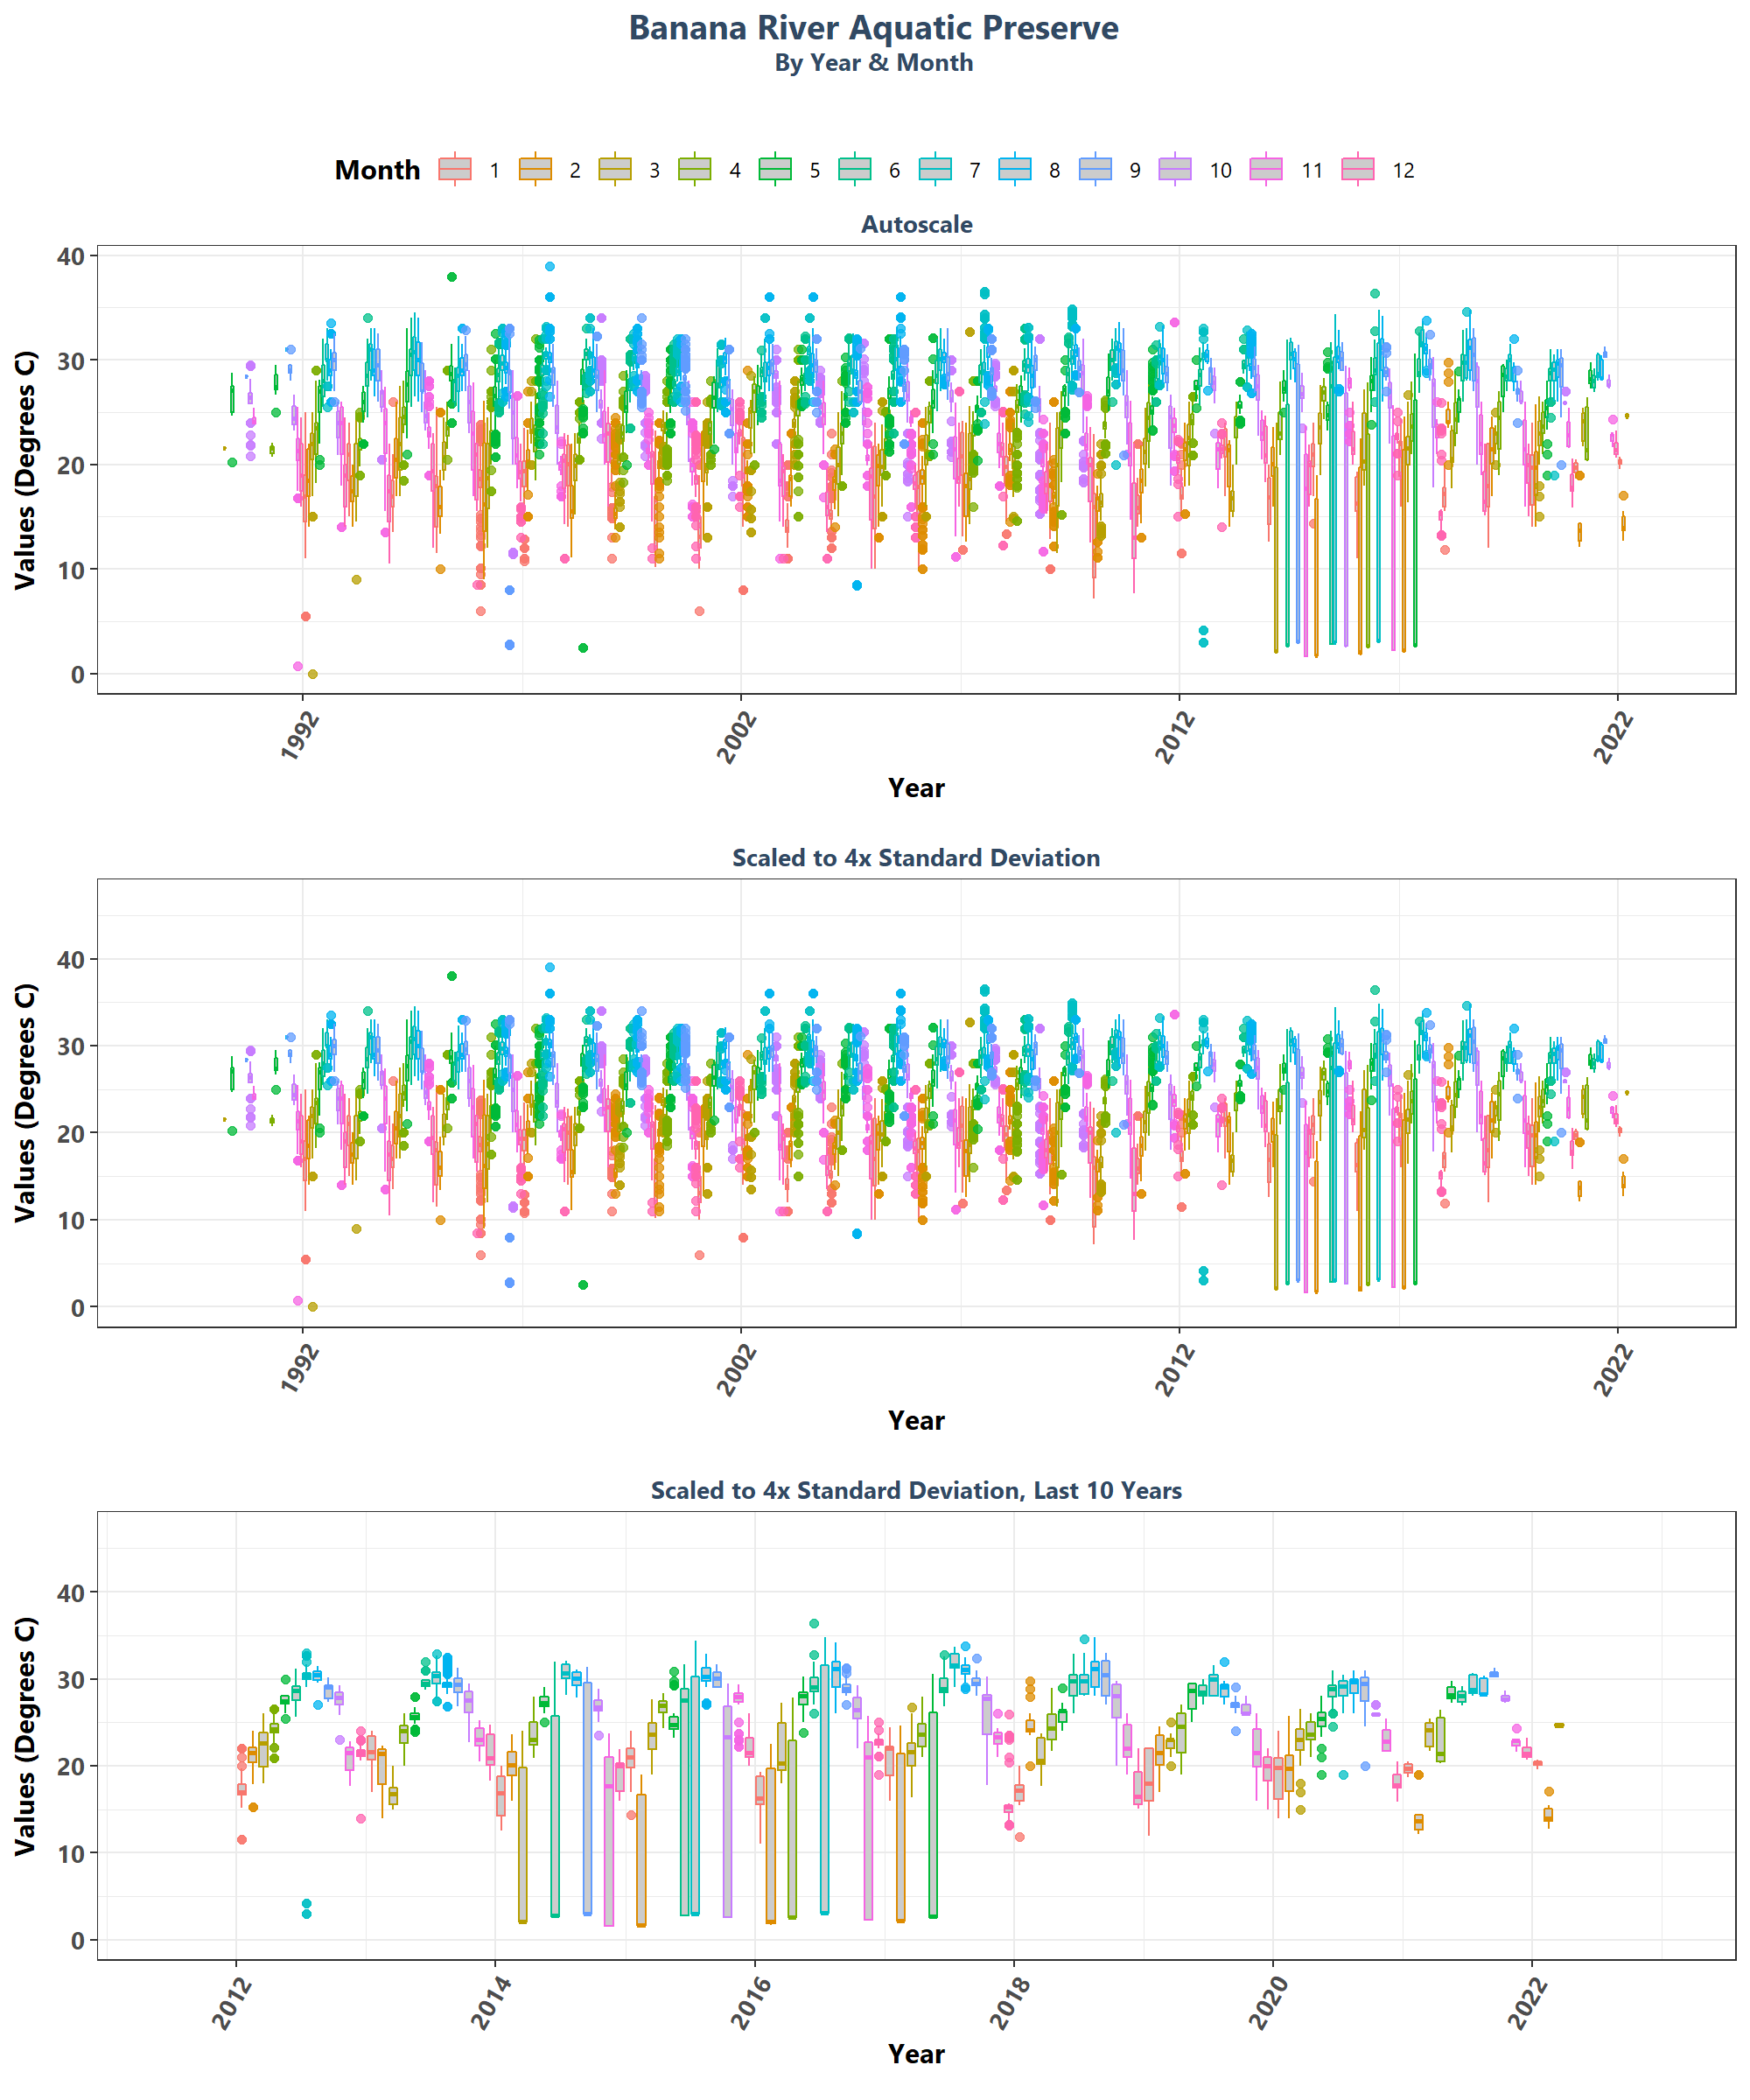 Banana River Aquatic Preserve
By Year & Month
Month 1 2 3 4 5 6 7 8 9 10 11 12
Autoscale
Values (Degrees C)
40
30
20
10
0
1992 2002 2012 2022
Year
Scaled to 4x Standard Deviation
Values (Degrees C)
40
30
20
10
0
1992 2002 2012 2022
Year
Scaled to 4x Standard Deviation, Last 10 Years
Values (Degrees C)
40
30
20
10
0
2012 2014 2016 2018 2020 2022
Year